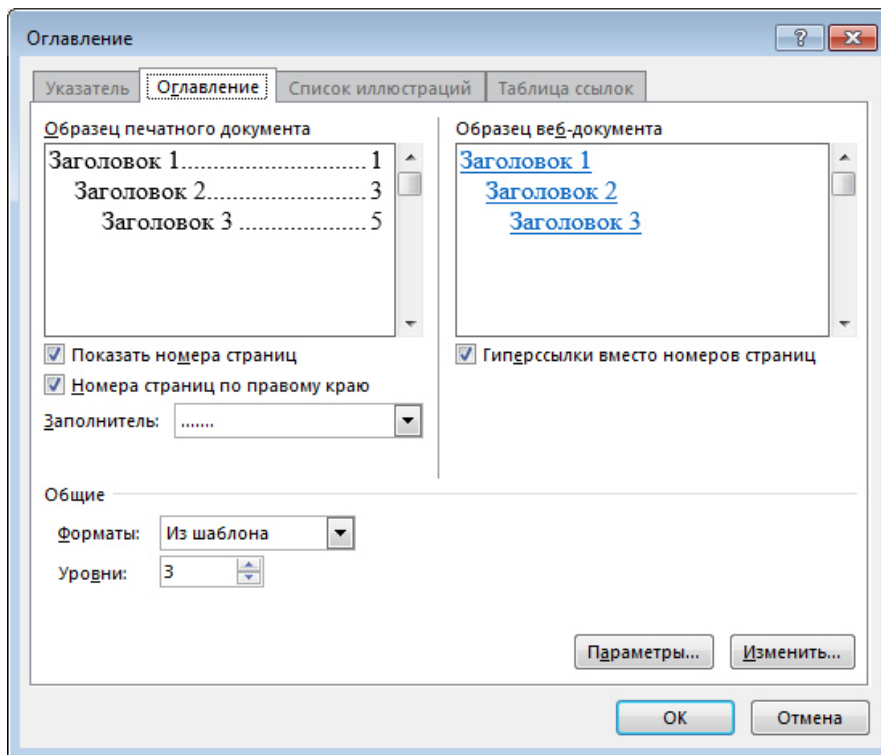 Оглавление
Указатель Оглавление Список иллюстраций Таблица ссылок
Образец печатного документа
Заголовок 1............................ 1
Заголовок 2........................ 3
Заголовок 3 ................... 5
Показать номера страниц
Номера страниц по правому краю
Заполнитель: .......
Образец веб-документа
Заголовок 1
Заголовок 2
Заголовок 3
Гиперссылки вместо номеров страниц
Общие
Форматы: Из шаблона
Уровни: 3
Параметры... Изменить...
ОК Отмена